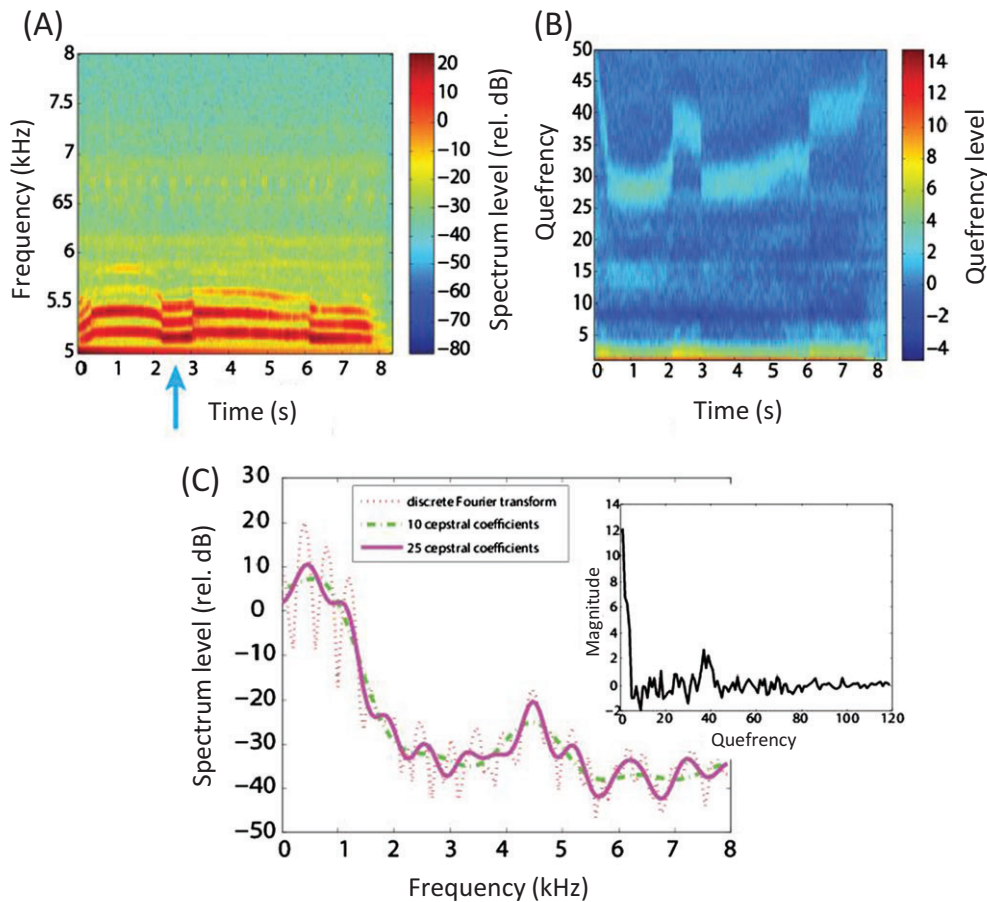 (A)
8
7.5
7
6.5
6
5.5
5
0 1 2 3 4 5 6 7 8
Frequency (kHz)
Time (s)
20
10
0
−10
−20
−30
−40
−50
−60
−70
−80
Spectrum level (rel. dB)
(B)
50
45
40
35
30
25
20
15
10
5
0 1 2 3 4 5 6 7 8
Quefrency
Time (s)
14
12
10
8
6
4
2
0
−2
−4
Quefrency level
(C)
30
20
10
0
−10
−20
−30
−40
−50
0 1 2 3 4 5 6 7 8
Spectrum level (rel. dB)
Frequency (kHz)
discrete Fourier transform
10 cepstral coefficients
25 cepstral coefficients
14
12
10
8
6
4
2
0
−2
0 20 40 60 80 100 120
Magnitude
Quefrency